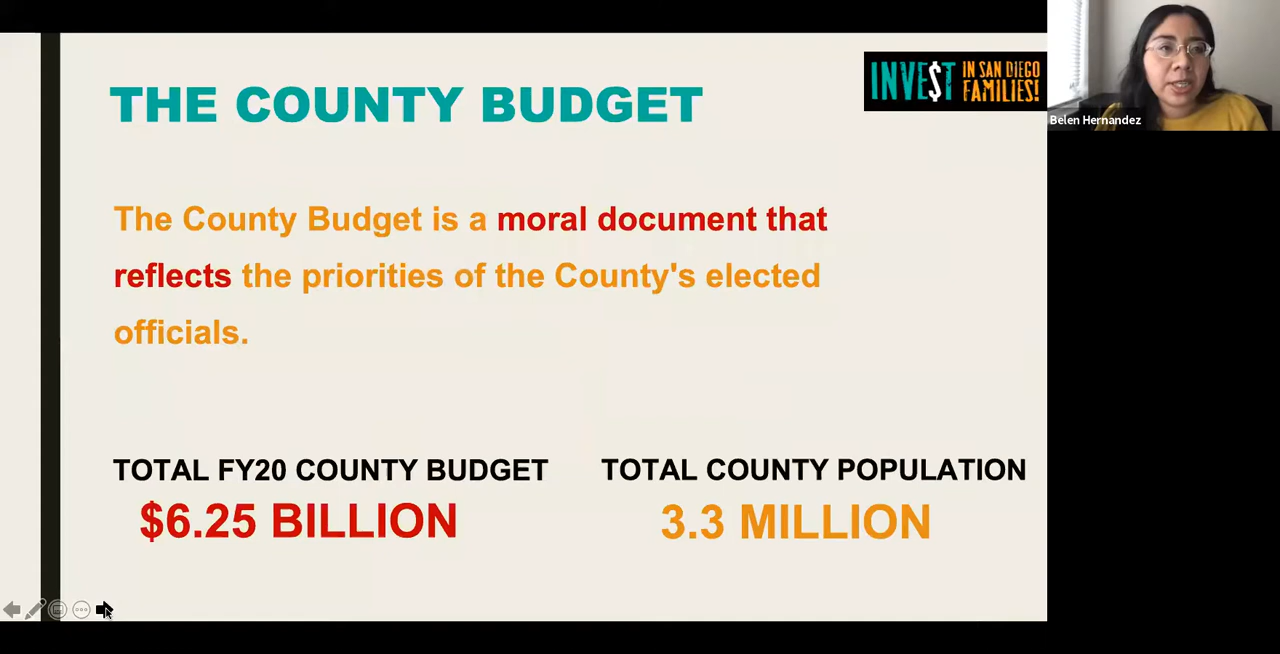 THE COUNTY BUDGET
INVE$T
IN SAN DIEGO
FAMILIES!
Belen Hernandez
The County Budget is a moral document that
reflects the priorities of the County's elected
officials.
TOTAL FY20 COUNTY BUDGET
$6.25 BILLION
TOTAL COUNTY POPULATION
3.3 MILLION